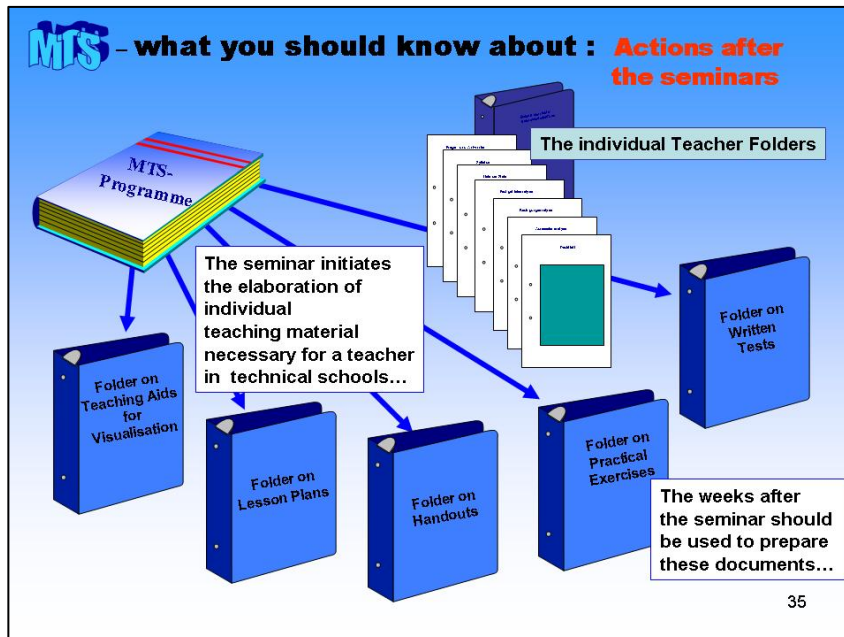 MTS – what you should know about : Actions after
the seminars
The individual Teacher Folders
MTS-
Programme
The seminar initiates
the elaboration of
individual
teaching material
necessary for a teacher
in technical schools…
Folder on
Written
Tests
Folder on
Teaching Aids
for
Visualisation
Folder on
Lesson Plans
Folder on
Handouts
Folder on
Practical
Exercises
The weeks after
the seminar should
be used to prepare
these documents…
35